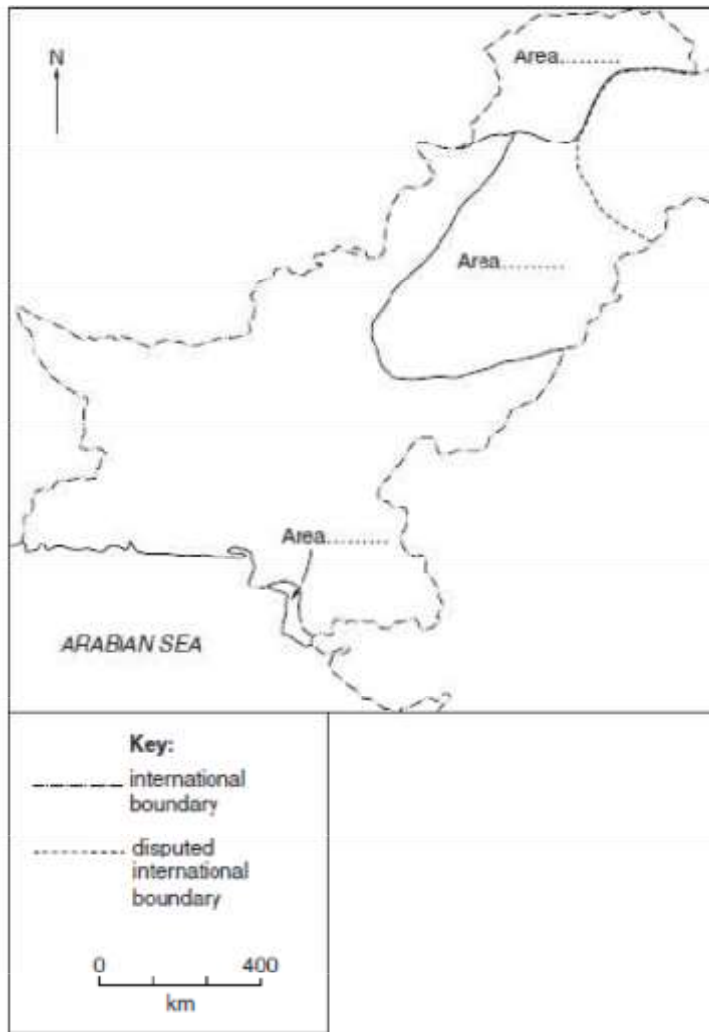 N
Area.........
Area.........
Area.........
ARABIAN SEA
Key:
international
boundary
disputed
international
boundary
0 400
km